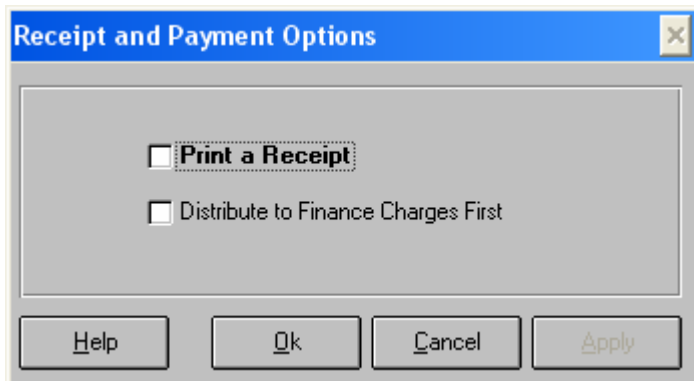 Receipt and Payment Options
Print a Receipt
Distribute to Finance Charges First
Help Ok Cancel Apply